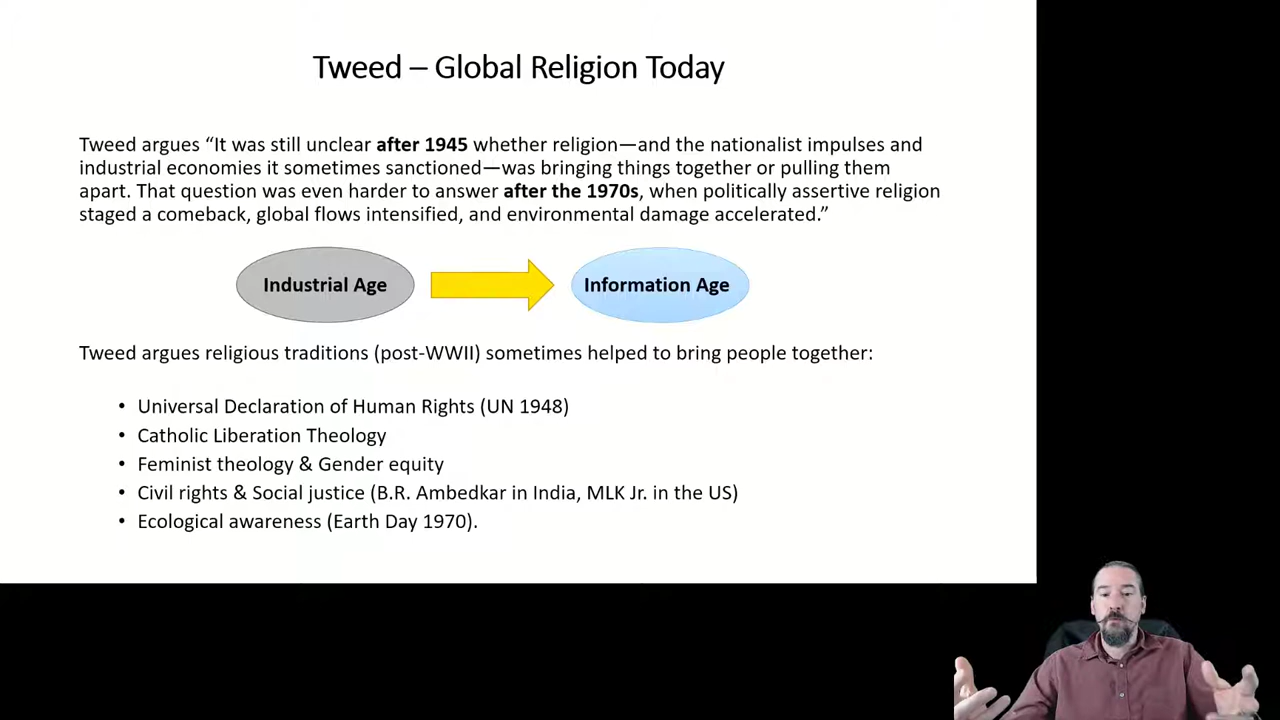 Tweed – Global Religion Today
Tweed argues “It was still unclear after 1945 whether religion—and the nationalist impulses and
industrial economies it sometimes sanctioned—was bringing things together or pulling them
apart. That question was even harder to answer after the 1970s, when politically assertive religion
staged a comeback, global flows intensified, and environmental damage accelerated.”
Industrial Age
Information Age
Tweed argues religious traditions (post-WWII) sometimes helped to bring people together:
• Universal Declaration of Human Rights (UN 1948)
• Catholic Liberation Theology
• Feminist theology & Gender equity
• Civil rights & Social justice (B.R. Ambedkar in India, MLK Jr. in the US)
• Ecological awareness (Earth Day 1970).